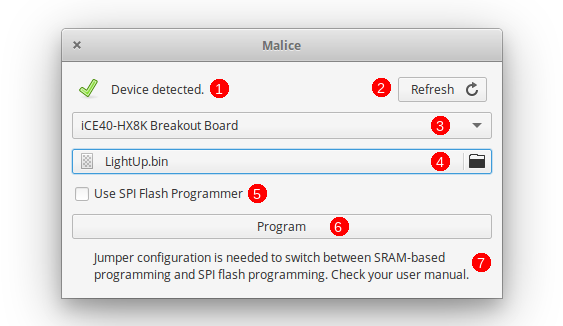 Malice
Device detected. 1
2 Refresh
iCE40-HX8K Breakout Board 3
LightUp.bin 4
Use SPI Flash Programmer 5
Program 6
Jumper configuration is needed to switch between SRAM-based
programming and SPI flash programming. Check your user manual. 7